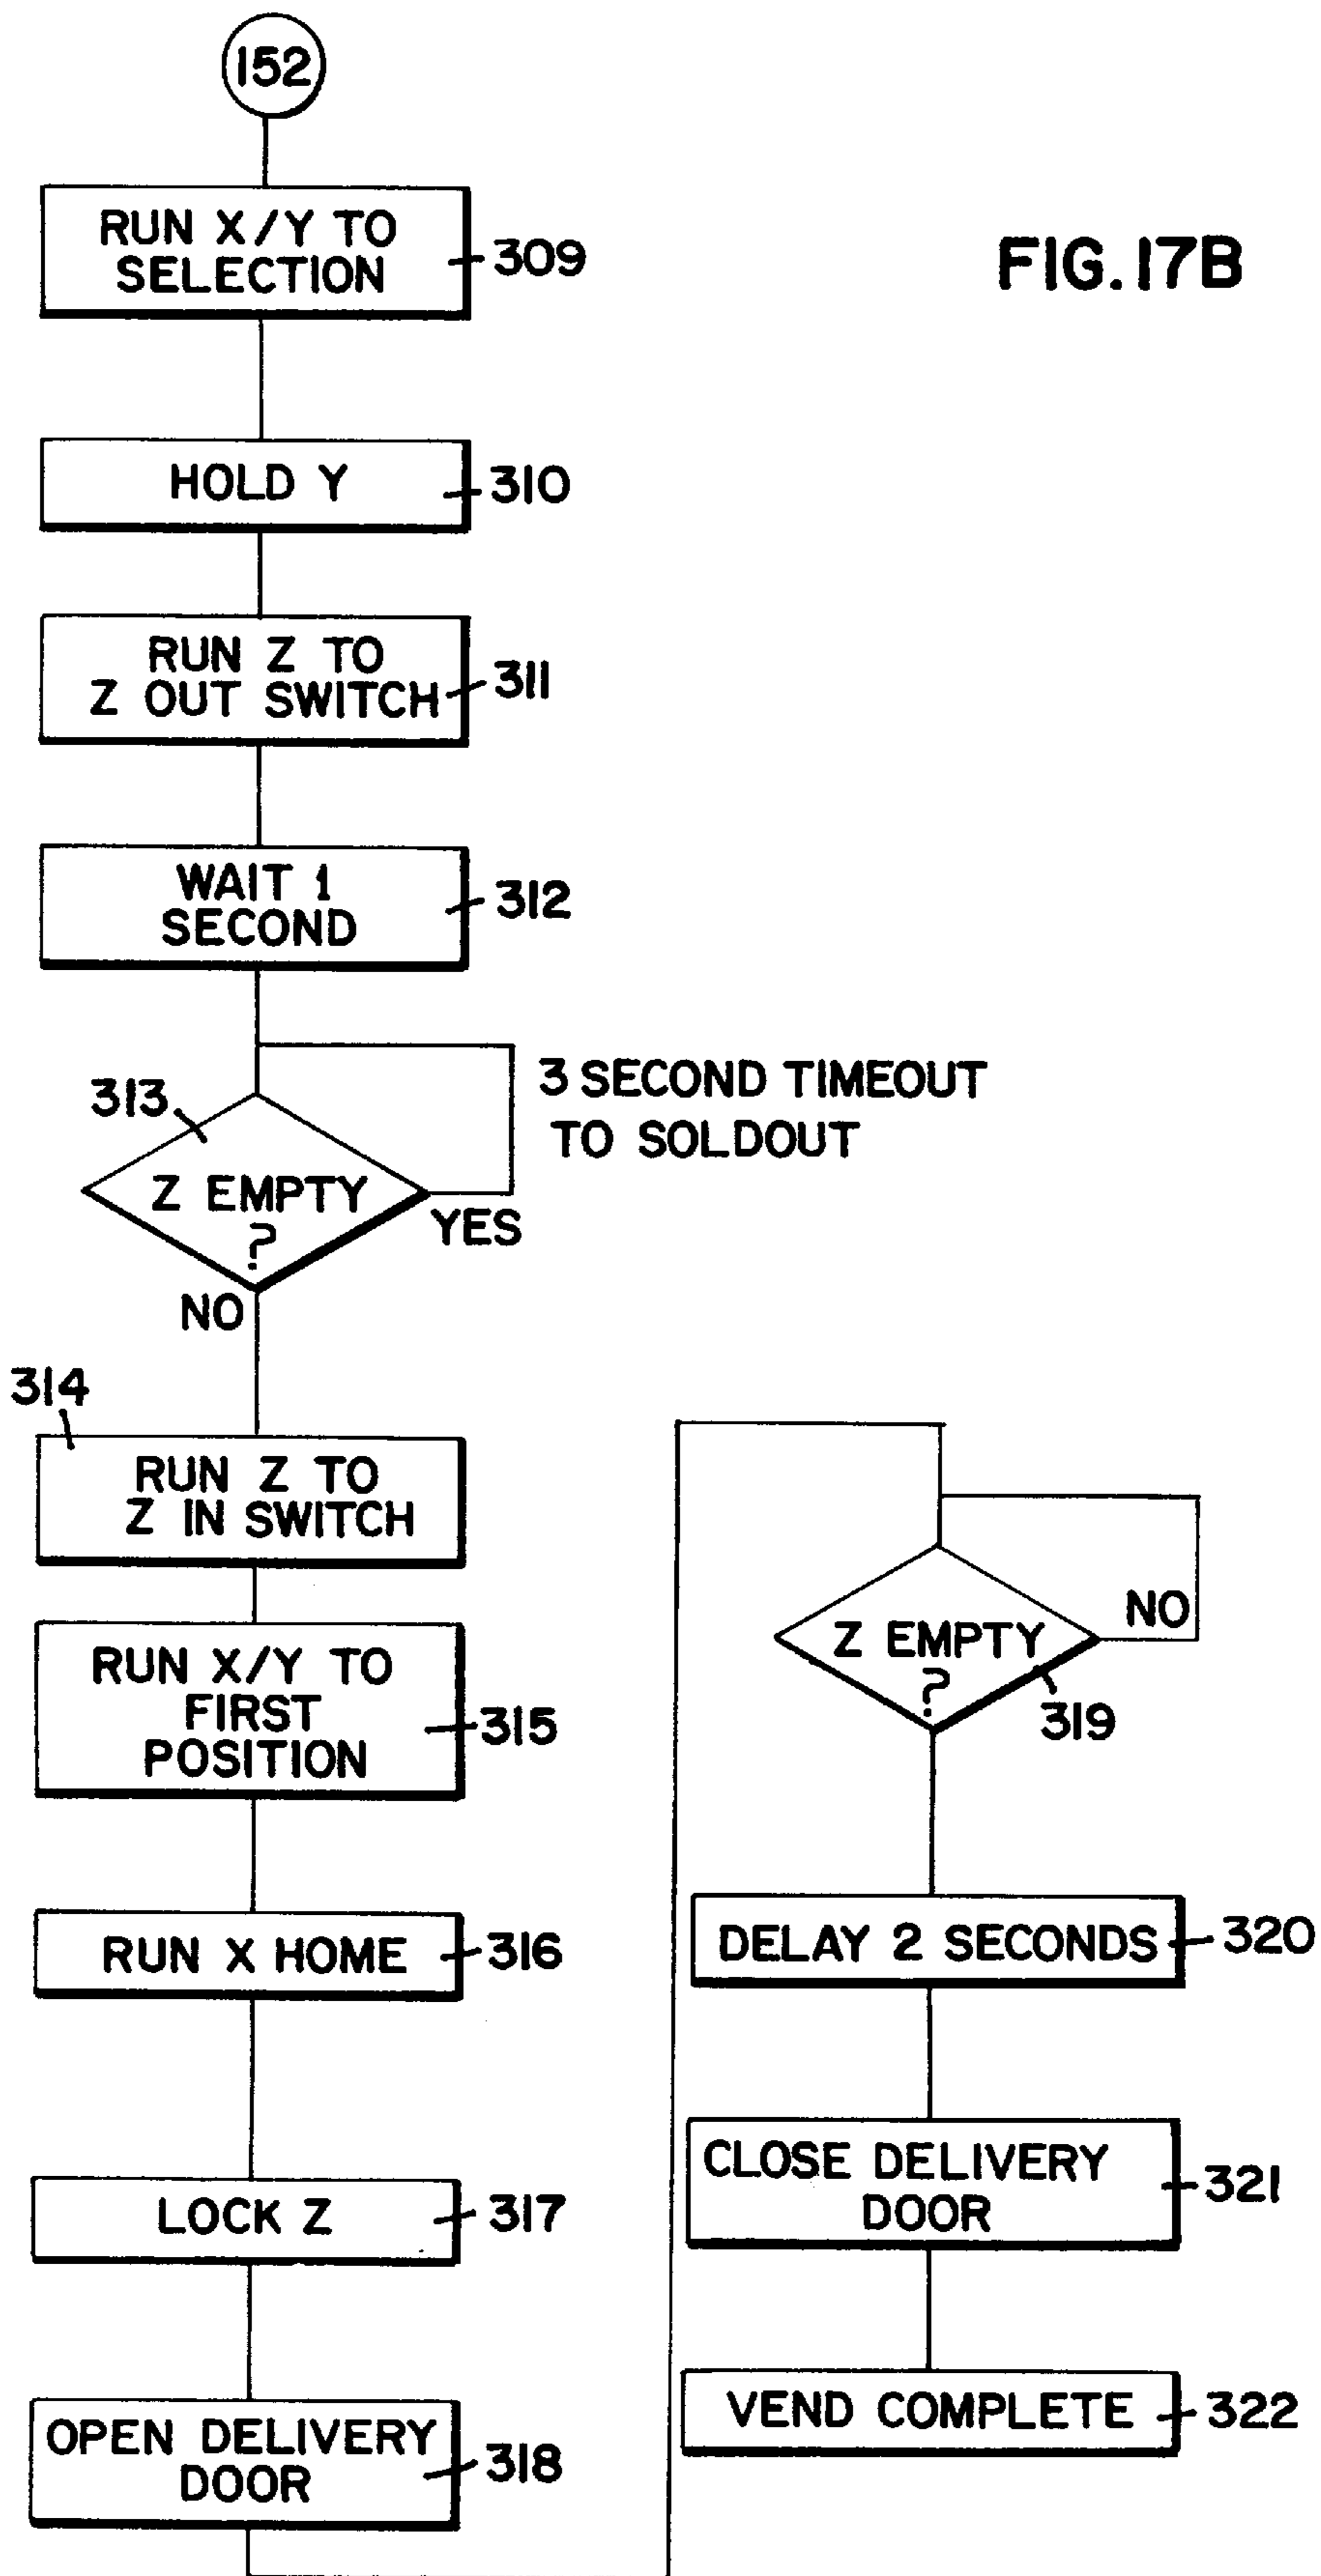 152
RUN X/Y TO
SELECTION
309
FIG. 17B
HOLD Y
310
RUN Z TO
Z OUT SWITCH
311
WAIT 1
SECOND
312
3 SECOND TIMEOUT
TO SOLDOUT
313
Z EMPTY
?
YES
NO
314
RUN Z TO
Z IN SWITCH
RUN X/Y TO
FIRST
POSITION
315
RUN X HOME
316
LOCK Z
317
OPEN DELIVERY
DOOR
318
Z EMPTY
?
NO
319
DELAY 2 SECONDS
320
CLOSE DELIVERY
DOOR
321
VEND COMPLETE
322